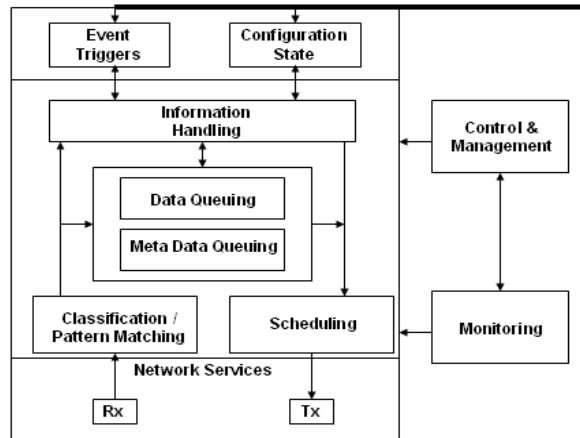 Event
Triggers
Configuration
State
Information
Handling
Control &
Management
Data Queuing
Meta Data Queuing
Classification /
Pattern Matching
Scheduling
Monitoring
Network Services
Rx
Tx